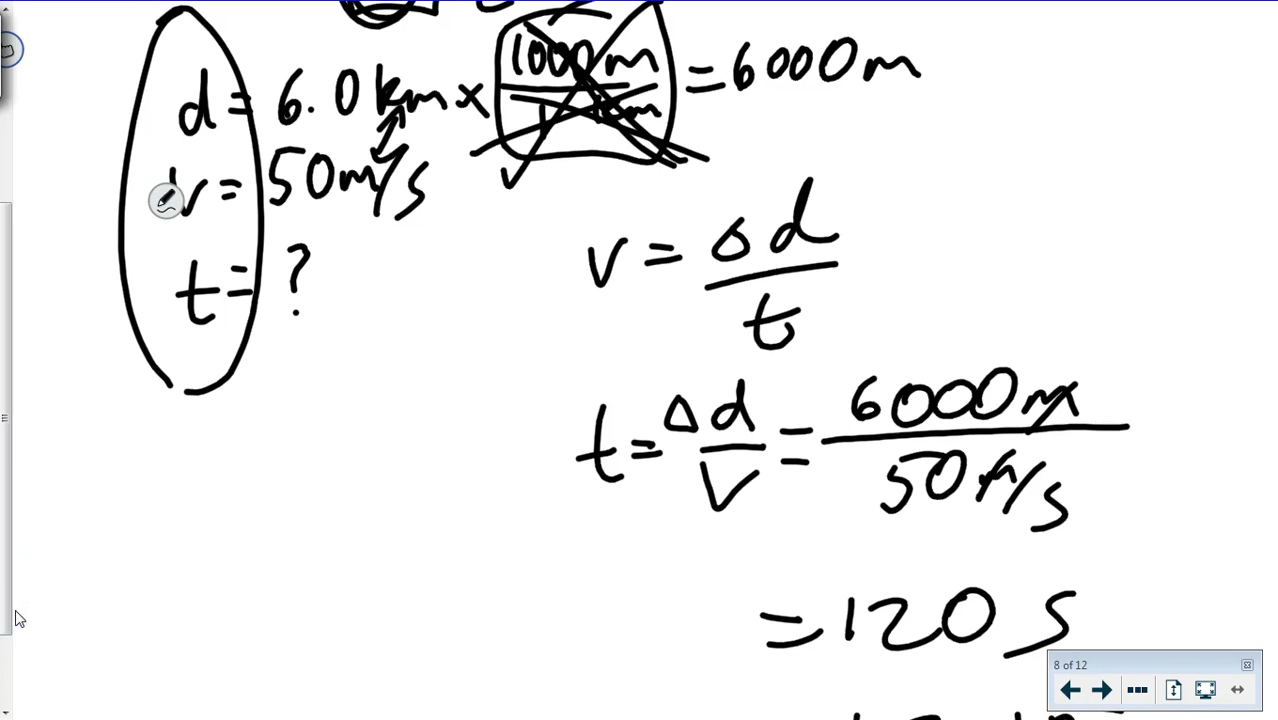 d = 6.0 km × 1000 m / 1 km = 6000 m
v = 50 m/s
t = ?
v = Δd / t
t = Δd / v = 6000 m / 50 m/s
= 120 s
8 of 12